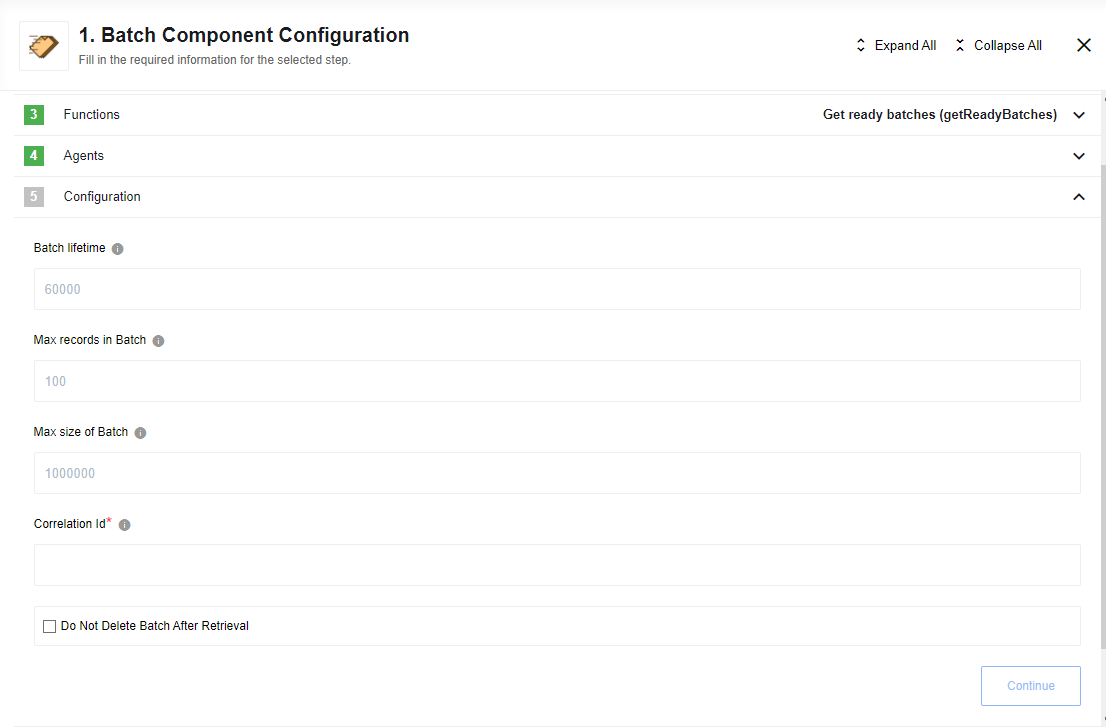 1. Batch Component Configuration
Fill in the required information for the selected step.
Expand All
Collapse All
3 Functions Get ready batches (getReadyBatches)
4 Agents
5 Configuration
Batch lifetime
60000
Max records in Batch
100
Max size of Batch
1000000
Correlation Id*
Do Not Delete Batch After Retrieval
Continue